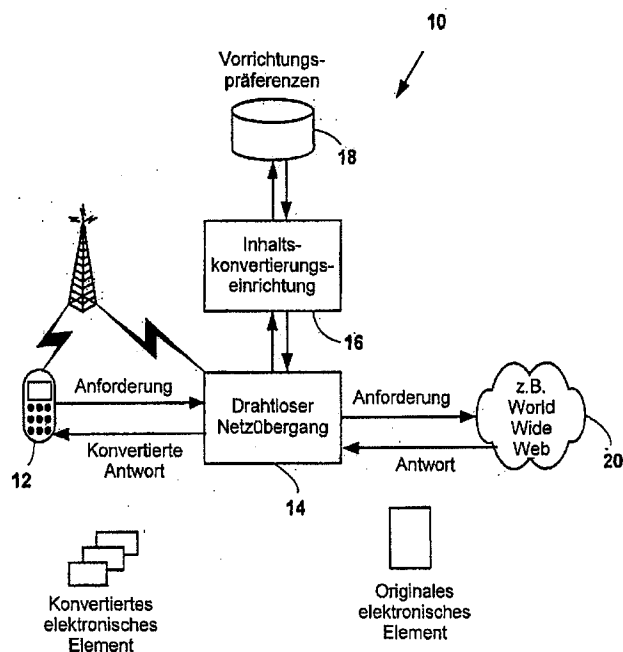 10
Vorrichtungs-
präferenzen
18
Inhalts-
konvertierungs-
einrichtung
16
Anforderung
Drahtloser
Netzübergang
Anforderung
z.B.
World
Wide
Web
Konvertierte
Antwort
Antwort
12
14
20
Konvertiertes
elektronisches
Element
Originales
elektronisches
Element